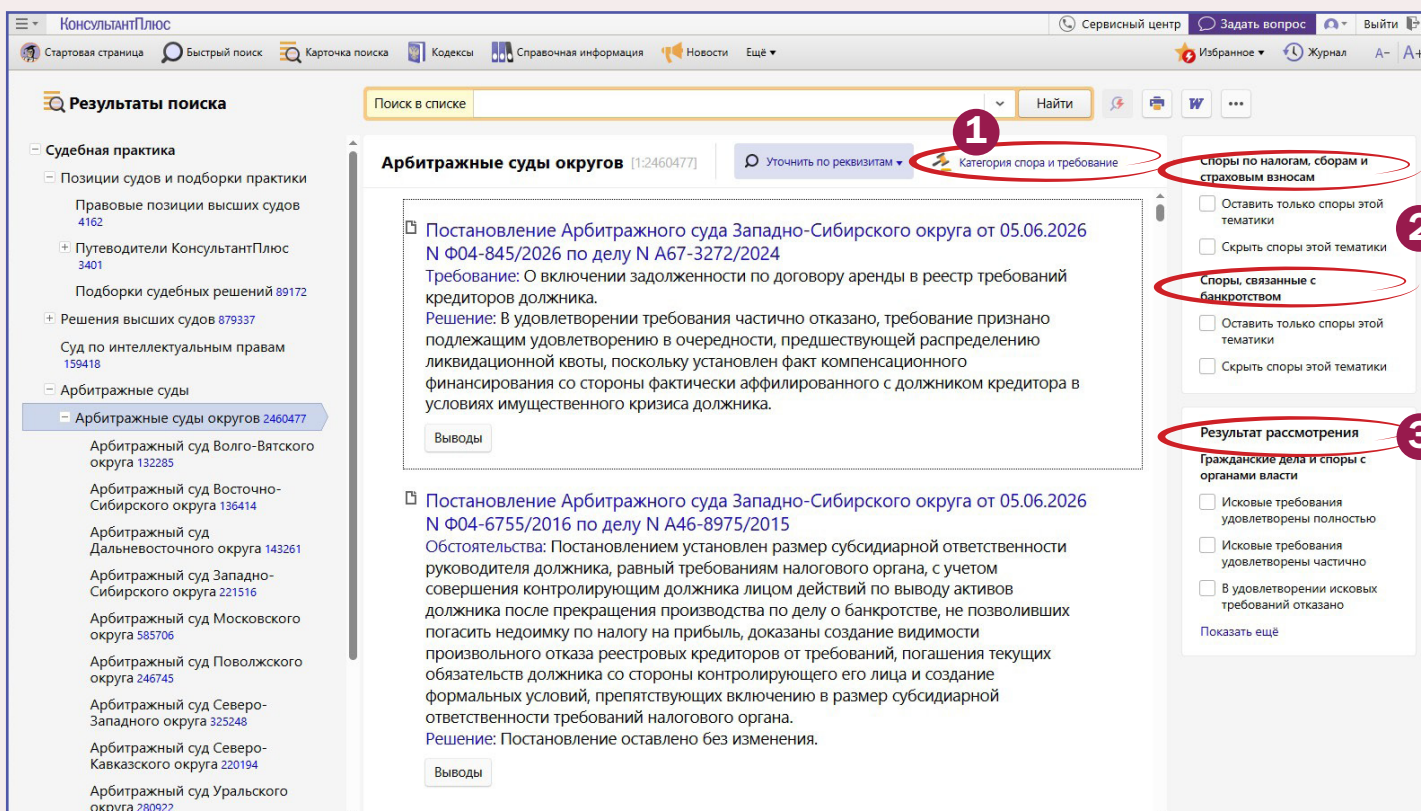 КонсультантПлюс
Сервисный центр
Задать вопрос
Выйти
Стартовая страница
Быстрый поиск
Карточка поиска
Кодексы
Справочная информация
Новости
Ещё
Избранное
Журнал
A−
A+
Результаты поиска
Поиск в списке
Найти
W
Судебная практика
Позиции судов и подборки практики
Правовые позиции высших судов
4162
Путеводители КонсультантПлюс
3401
Подборки судебных решений 89172
Решения высших судов 879337
Суд по интеллектуальным правам
159418
Арбитражные суды
Арбитражные суды округов 2460477
Арбитражный суд Волго-Вятского
округа 132285
Арбитражный суд Восточно-
Сибирского округа 136414
Арбитражный суд
Дальневосточного округа 143261
Арбитражный суд Западно-
Сибирского округа 221516
Арбитражный суд Московского
округа 585706
Арбитражный суд Поволжского
округа 246745
Арбитражный суд Северо-
Западного округа 325248
Арбитражный суд Северо-
Кавказского округа 220194
Арбитражный суд Уральского
округа 280922
Арбитражные суды округов [1:2460477]
Уточнить по реквизитам
1
Категория спора и требование
Постановление Арбитражного суда Западно-Сибирского округа от 05.06.2026
N Ф04-845/2026 по делу N А67-3272/2024
Требование: О включении задолженности по договору аренды в реестр требований
кредиторов должника.
Решение: В удовлетворении требования частично отказано, требование признано
подлежащим удовлетворению в очередности, предшествующей распределению
ликвидационной квоты, поскольку установлен факт компенсационного
финансирования со стороны фактически аффилированного с должником кредитора в
условиях имущественного кризиса должника.
Выводы
Постановление Арбитражного суда Западно-Сибирского округа от 05.06.2026
N Ф04-6755/2016 по делу N А46-8975/2015
Обстоятельства: Постановлением установлен размер субсидиарной ответственности
руководителя должника, равный требованиям налогового органа, с учетом
совершения контролирующим должника лицом действий по выводу активов
должника после прекращения производства по делу о банкротстве, не позволивших
погасить недоимку по налогу на прибыль, доказаны создание видимости
произвольного отказа реестровых кредиторов от требований, погашения текущих
обязательств должника со стороны контролирующего его лица и создание
формальных условий, препятствующих включению в размер субсидиарной
ответственности требований налогового органа.
Решение: Постановление оставлено без изменения.
Выводы
Споры по налогам, сборам и
страховым взносам
Оставить только споры этой
тематики
2
Скрыть споры этой тематики
Споры, связанные с
банкротством
Оставить только споры этой
тематики
Скрыть споры этой тематики
Результат рассмотрения
3
Гражданские дела и споры с
органами власти
Исковые требования
удовлетворены полностью
Исковые требования
удовлетворены частично
В удовлетворении исковых
требований отказано
Показать ещё